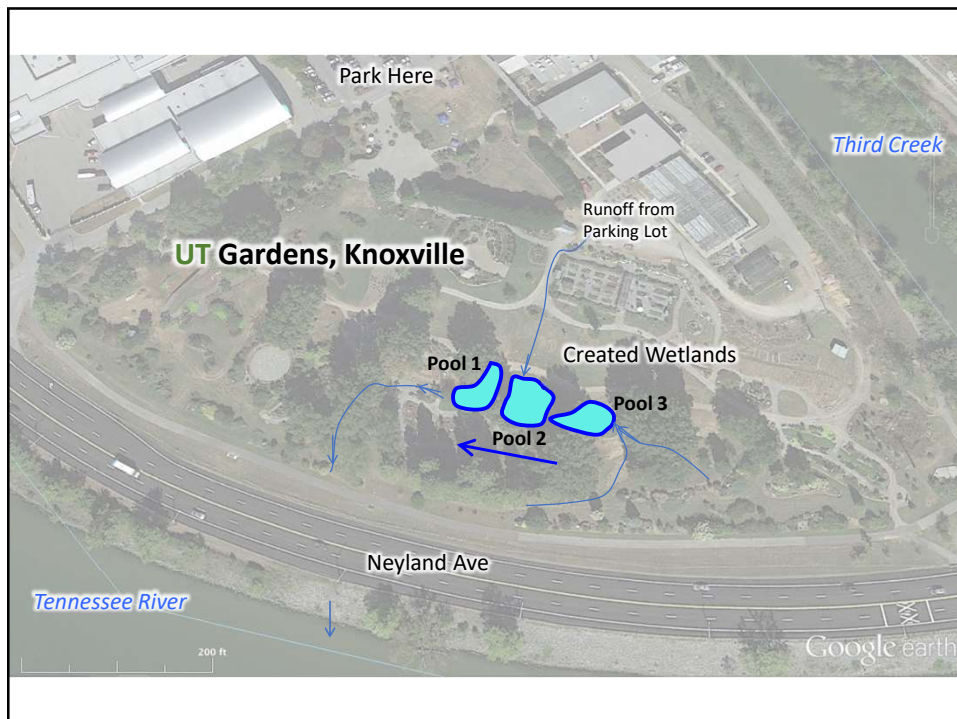 Park Here
Third Creek
Runoff from
Parking Lot
UT Gardens, Knoxville
Created Wetlands
Pool 1
Pool 3
Pool 2
Neyland Ave
Tennessee River
200 ft
Google earth